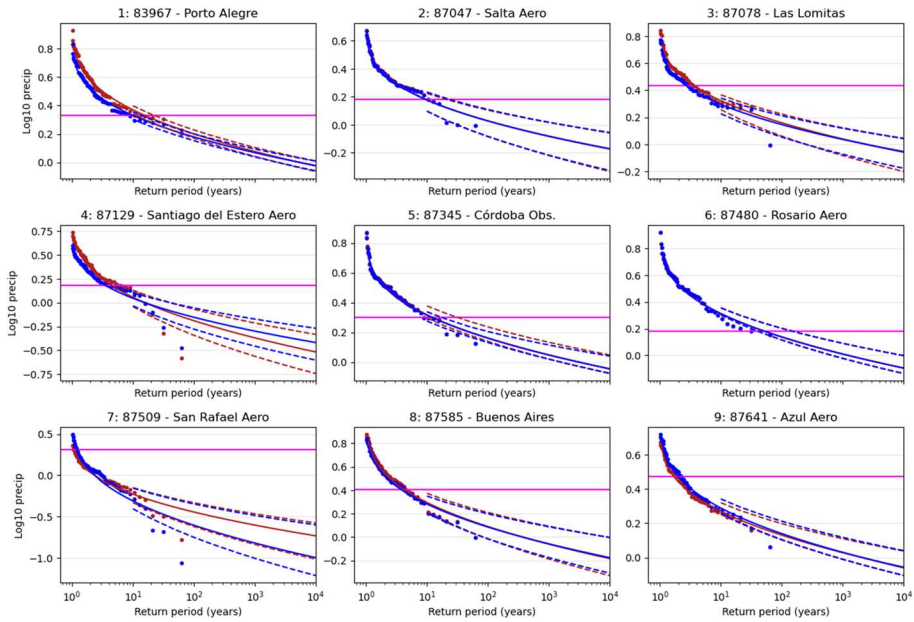 1: 83967 - Porto Alegre
2: 87047 - Salta Aero
3: 87078 - Las Lomitas
Log10 precip
0.8
0.6
0.4
0.2
0.0
0.6
0.4
0.2
0.0
−0.2
0.8
0.6
0.4
0.2
0.0
−0.2
Return period (years)
Return period (years)
Return period (years)
4: 87129 - Santiago del Estero Aero
5: 87345 - Córdoba Obs.
6: 87480 - Rosario Aero
Log10 precip
0.75
0.50
0.25
0.00
−0.25
−0.50
−0.75
0.8
0.6
0.4
0.2
0.0
0.8
0.6
0.4
0.2
0.0
Return period (years)
Return period (years)
Return period (years)
7: 87509 - San Rafael Aero
8: 87585 - Buenos Aires
9: 87641 - Azul Aero
Log10 precip
0.5
0.0
−0.5
−1.0
0.8
0.6
0.4
0.2
0.0
−0.2
0.6
0.4
0.2
0.0
10⁰ 10¹ 10² 10³ 10⁴
10⁰ 10¹ 10² 10³ 10⁴
10⁰ 10¹ 10² 10³ 10⁴
Return period (years)
Return period (years)
Return period (years)